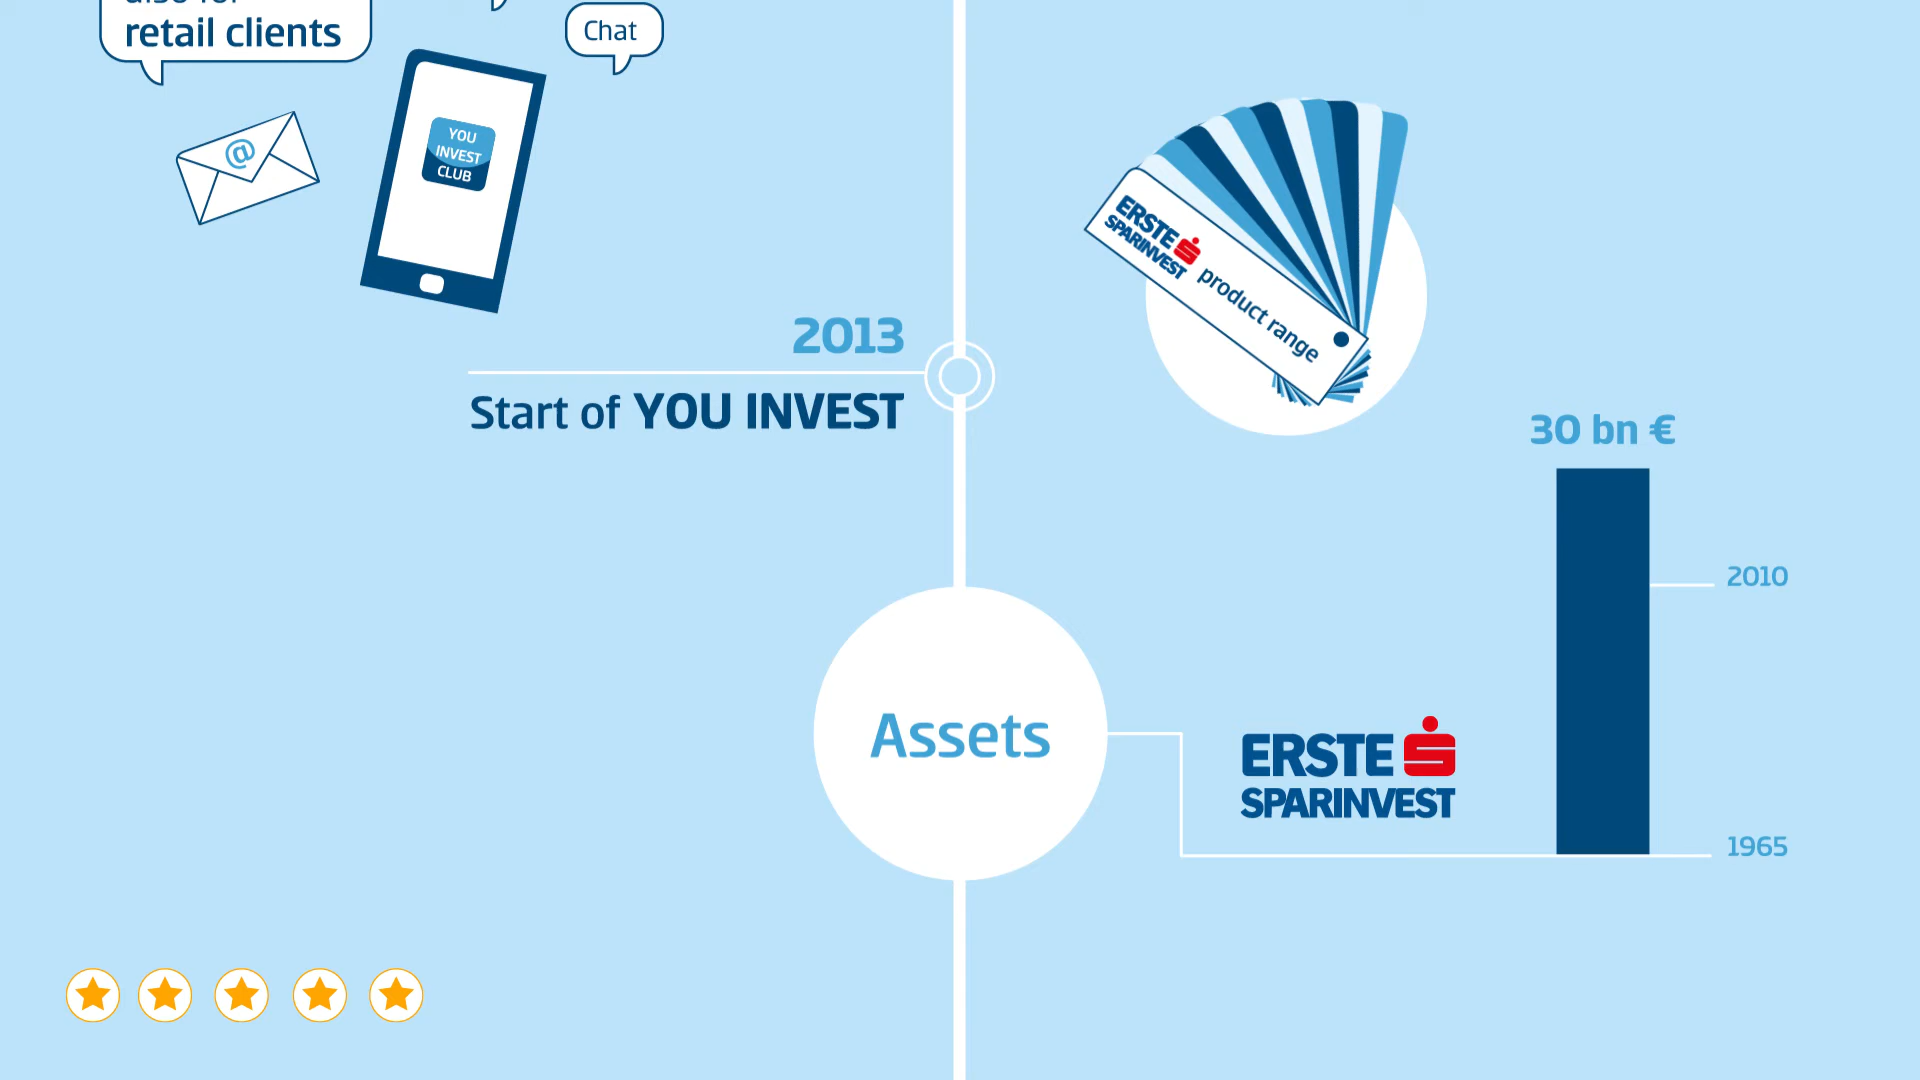 retail clients
Chat
@
YOU
INVEST
CLUB
ERSTE
SPARINVEST
product range
2013
Start of YOU INVEST
30 bn €
2010
Assets
ERSTE
SPARINVEST
1965